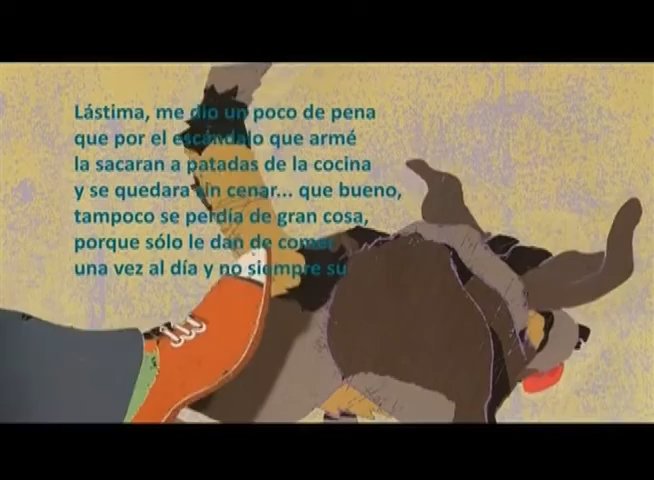 Lástima, me dio un poco de pena
que por el escándalo que armé
la sacaran a patadas de la cocina
y se quedara sin cenar... que bueno,
tampoco se perdía de gran cosa,
porque sólo le dan de comer
una vez al día y no siempre su